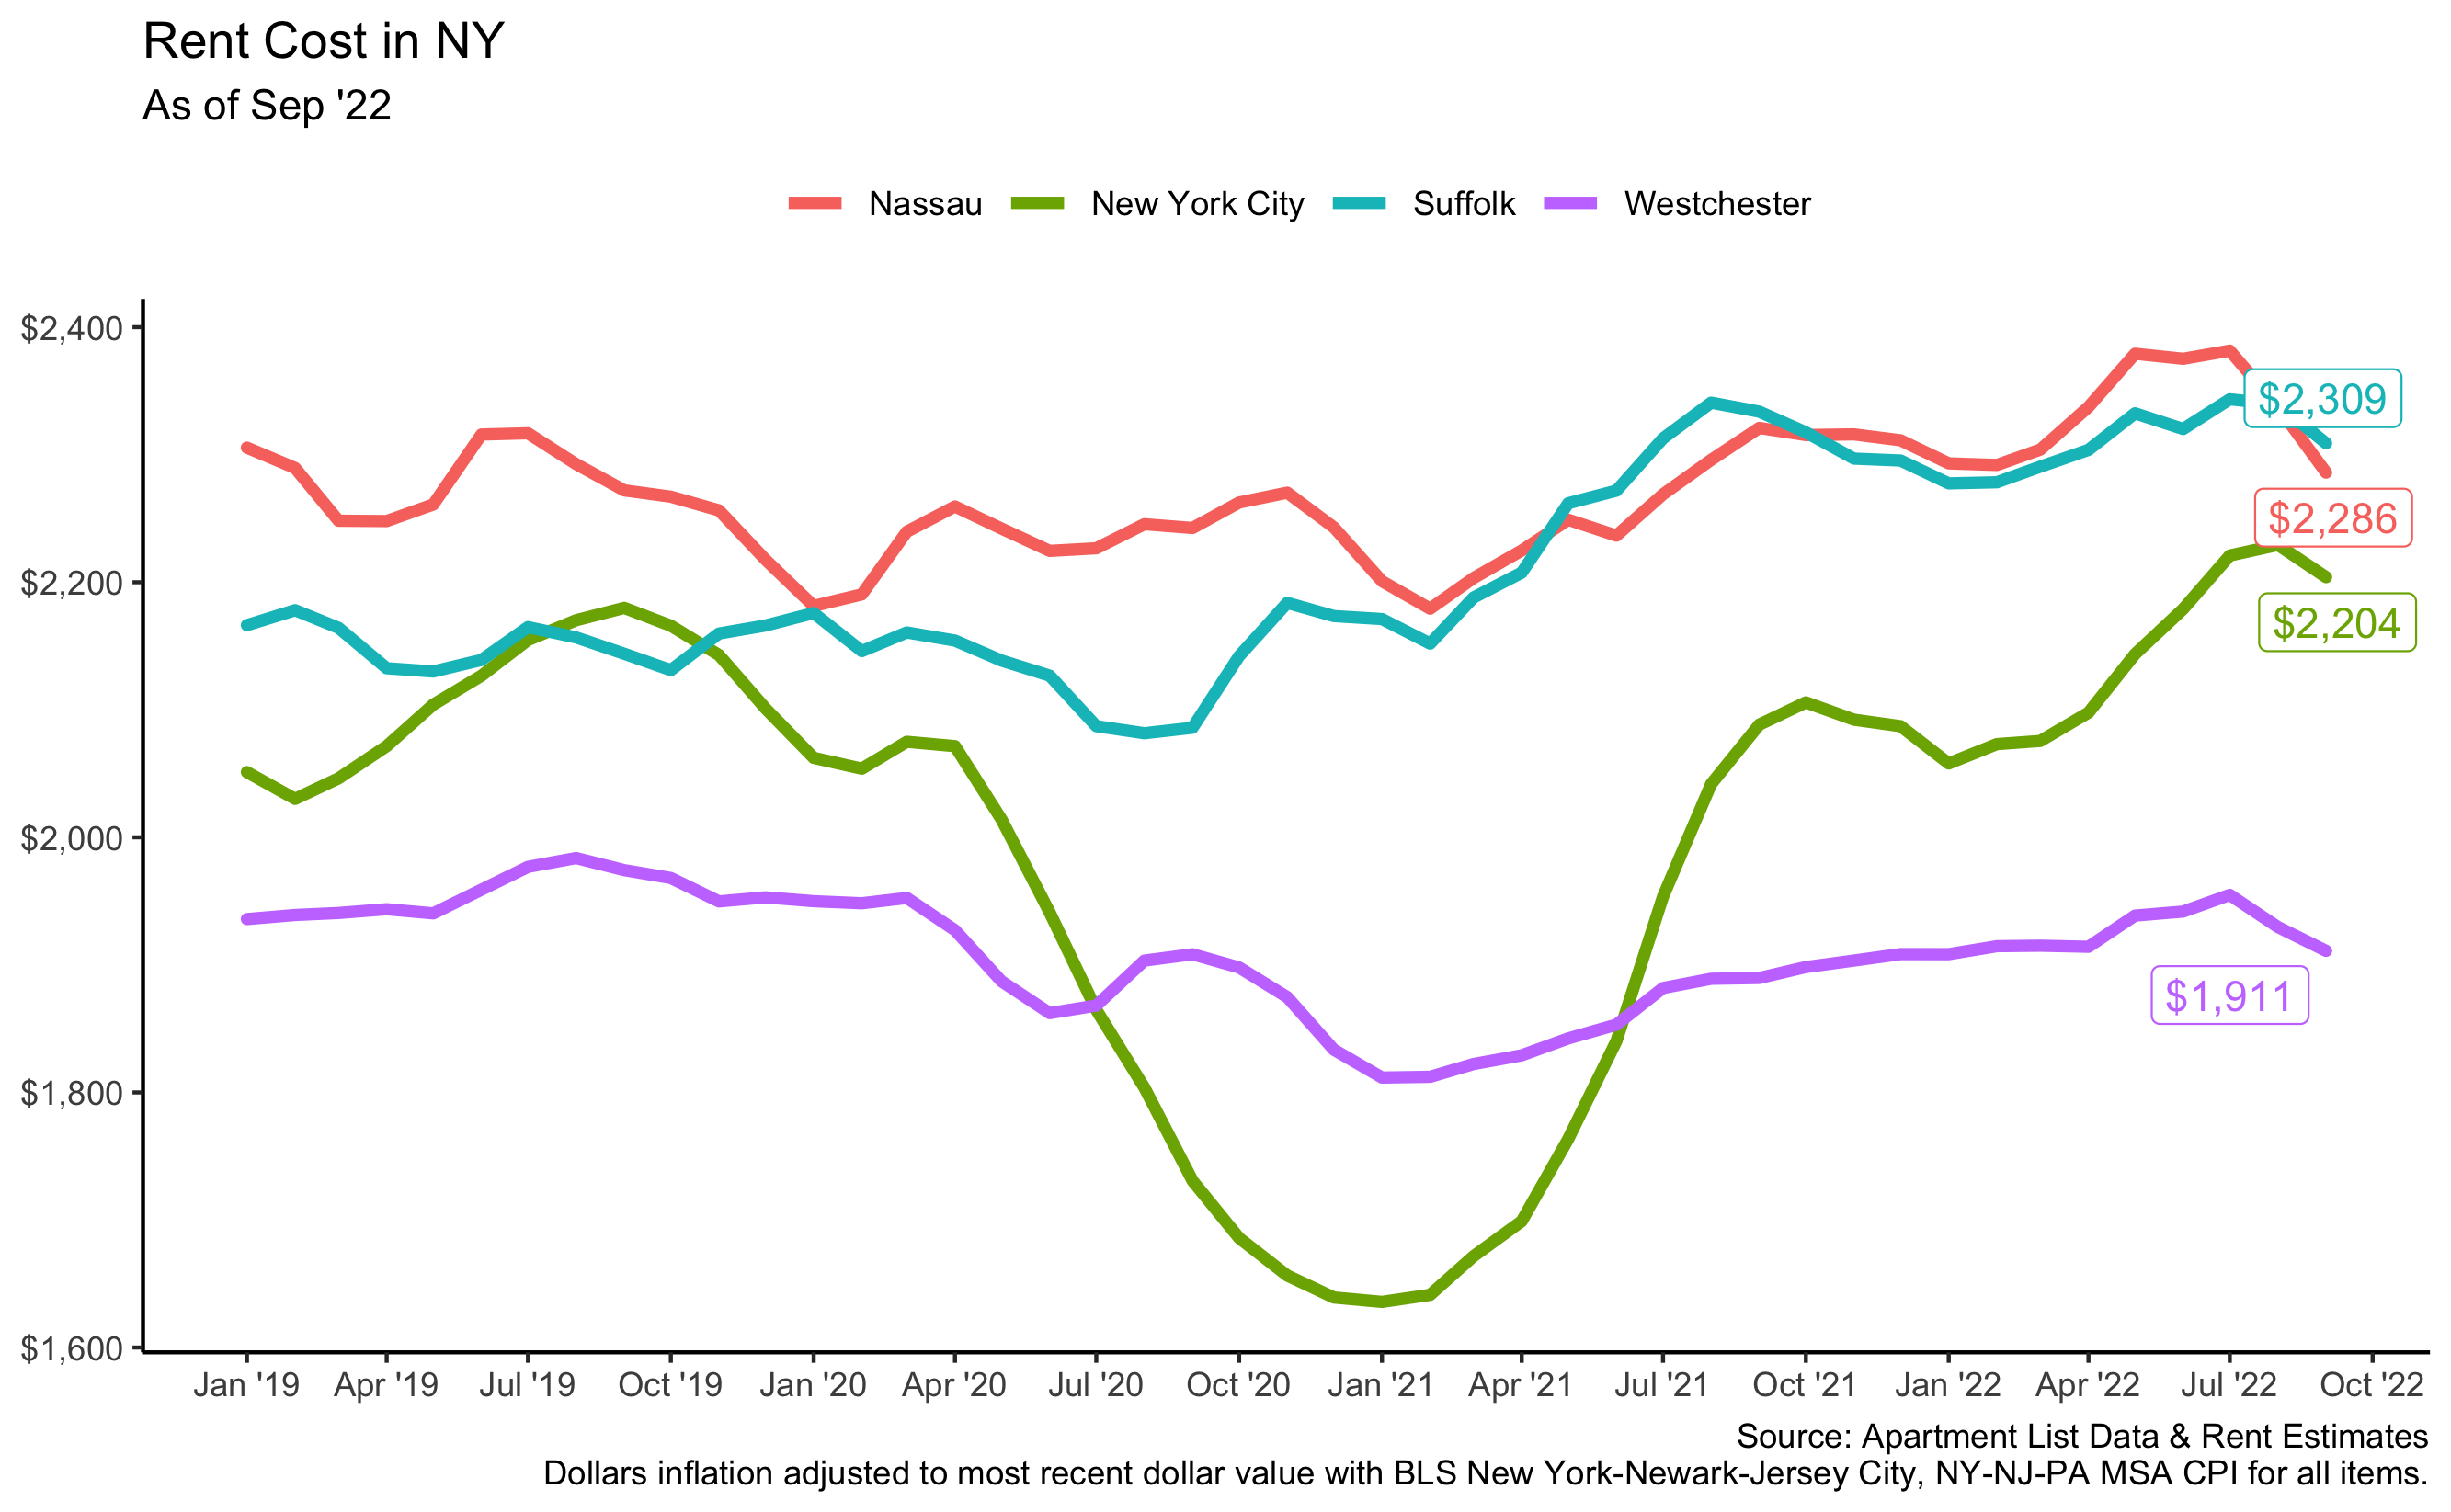 Rent Cost in NY
As of Sep '22
Nassau New York City Suffolk Westchester
$2,400
$2,200
$2,000
$1,800
$1,600
$2,309
$2,286
$2,204
$1,911
Jan '19 Apr '19 Jul '19 Oct '19 Jan '20 Apr '20 Jul '20 Oct '20 Jan '21 Apr '21 Jul '21 Oct '21 Jan '22 Apr '22 Jul '22 Oct '22
Source: Apartment List Data & Rent Estimates
Dollars inflation adjusted to most recent dollar value with BLS New York-Newark-Jersey City, NY-NJ-PA MSA CPI for all items.